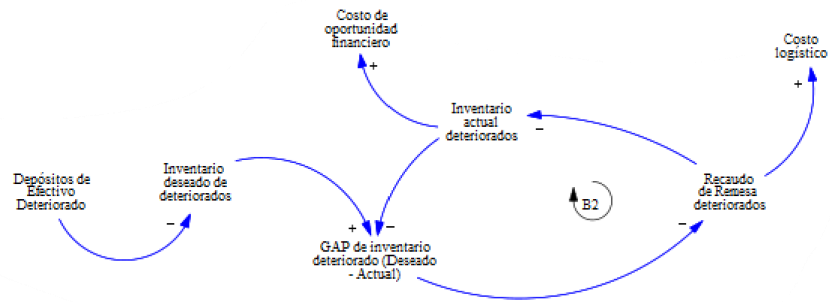 Costo de
oportunidad
financiero
+
Costo
logístico
+
Inventario
actual
deteriorados
−
Depósitos de
Efectivo
Deteriorado
Inventario
deseado de
deteriorados
−
Recaudo
de Remesa
deteriorados
−
B2
+
−
GAP de inventario
deteriorado (Deseado
- Actual)